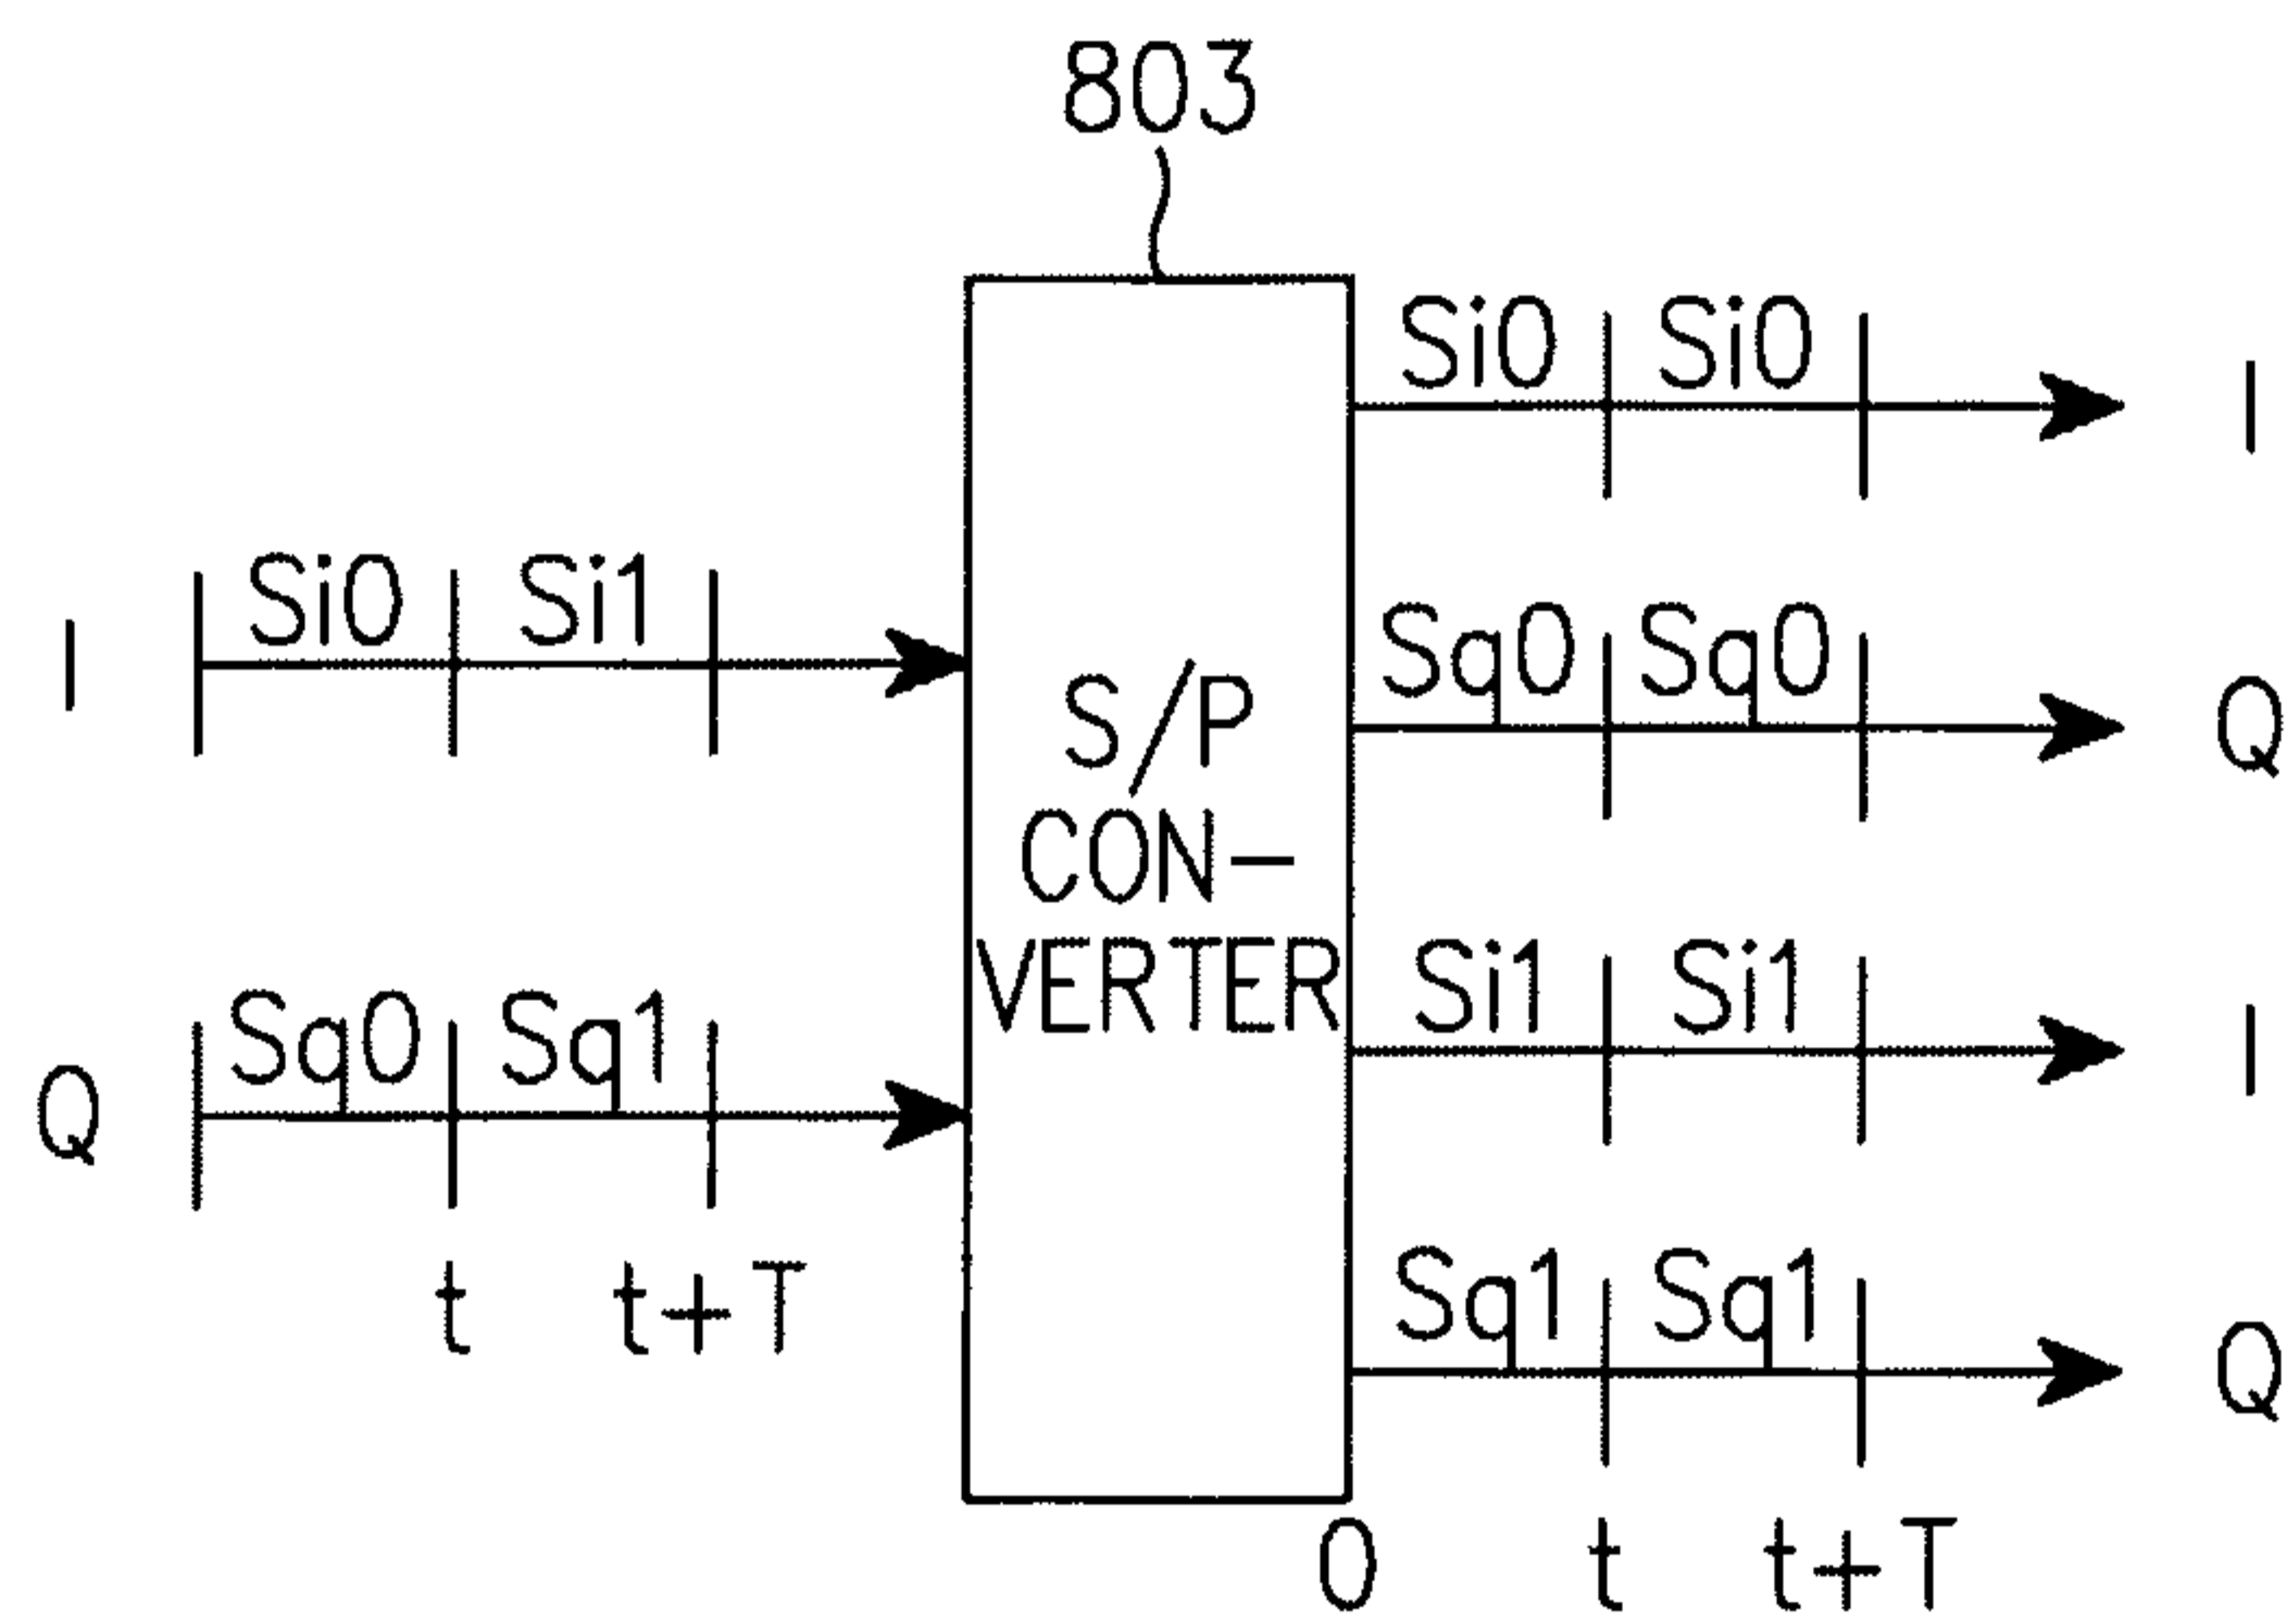 803
Si0 Si0
I
Si0 Si1
I
Sq0 Sq0
Q
S/P
CON-
VERTER
Si1 Si1
I
Sq0 Sq1
Q
t t+T
Sq1 Sq1
Q
0 t t+T